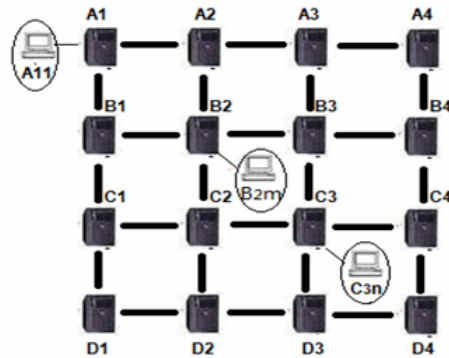 A1 A2 A3 A4
A11
B1 B2 B3 B4
B2m
C1 C2 C3 C4
C3n
D1 D2 D3 D4